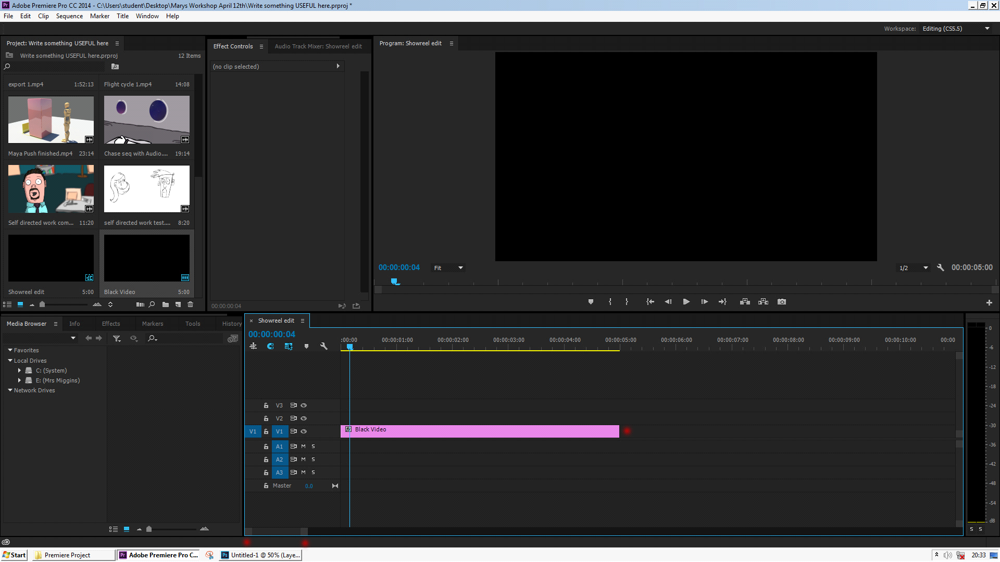 Adobe Premiere Pro CC 2014 - C:\Users\student\Desktop\Marys Workshop April 12th\Write something USEFUL here.prproj *
File Edit Clip Sequence Marker Title Window Help
Workspace: Editing (CS5.5)
Project: Write something USEFUL here
Write something USEFUL here.prproj 12 Items
export 1.mp4 1:52:13 Flight cycle 1.mp4 14:08
Maya Push finished.mp4 23:14 Chase seq with Audio.... 19:14
Self directed work com... 11:20 self directed work test.... 8:20
Showreel edit 5:00 Black Video 5:00
Effect Controls Audio Track Mixer: Showreel edit
(no clip selected)
00:00:00:04
Program: Showreel edit
00:00:00:04 Fit 1/2 00:00:05:00
Media Browser Info Effects Markers Tools History
Favorites
Local Drives
C: (System)
E: (Mrs Miggins)
Network Drives
Showreel edit
00:00:00:04
:00:00 00:00:01:00 00:00:02:00 00:00:03:00 00:00:04:00 00:00:05:00 00:00:06:00 00:00:07:00 00:00:08:00 00:00:09:00 00:00:10:00 00:00
V3
V2
V1 V1 fx Black Video
A1 M S
A2 M S
A3 M S
Master 0.0
0
-6
-12
-18
-24
-30
-36
-42
-48
-54
dB
S S
Start Premiere Project Pr Adobe Premiere Pro C... Ps Untitled-1 @ 50% (Laye... 20:33